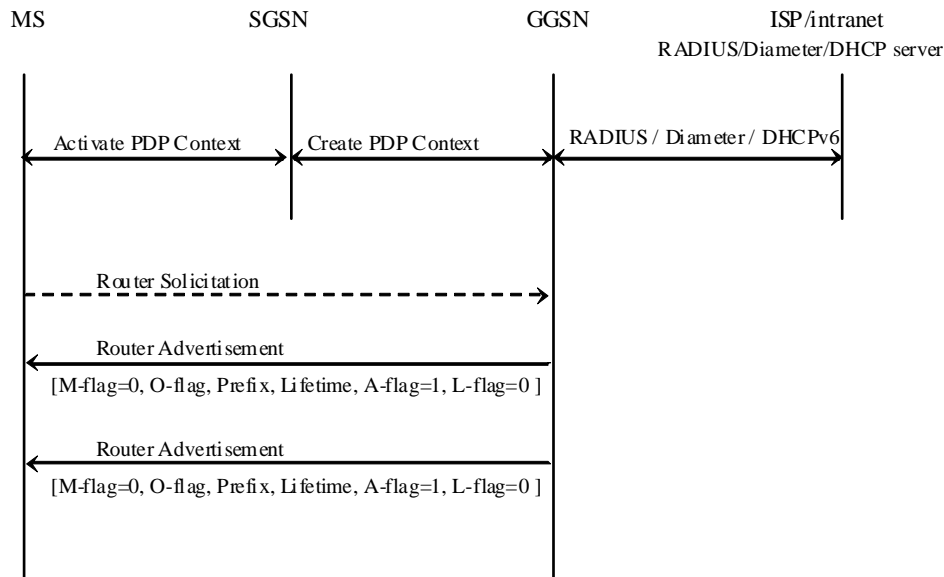 MS
SGSN
GGSN
ISP/intranet
RADIUS/Diameter/DHCP server
Activate PDP Context
Create PDP Context
RADIUS / Diameter / DHCPv6
Router Solicitation
Router Advertisement
[M-flag=0, O-flag, Prefix, Lifetime, A-flag=1, L-flag=0 ]
Router Advertisement
[M-flag=0, O-flag, Prefix, Lifetime, A-flag=1, L-flag=0 ]